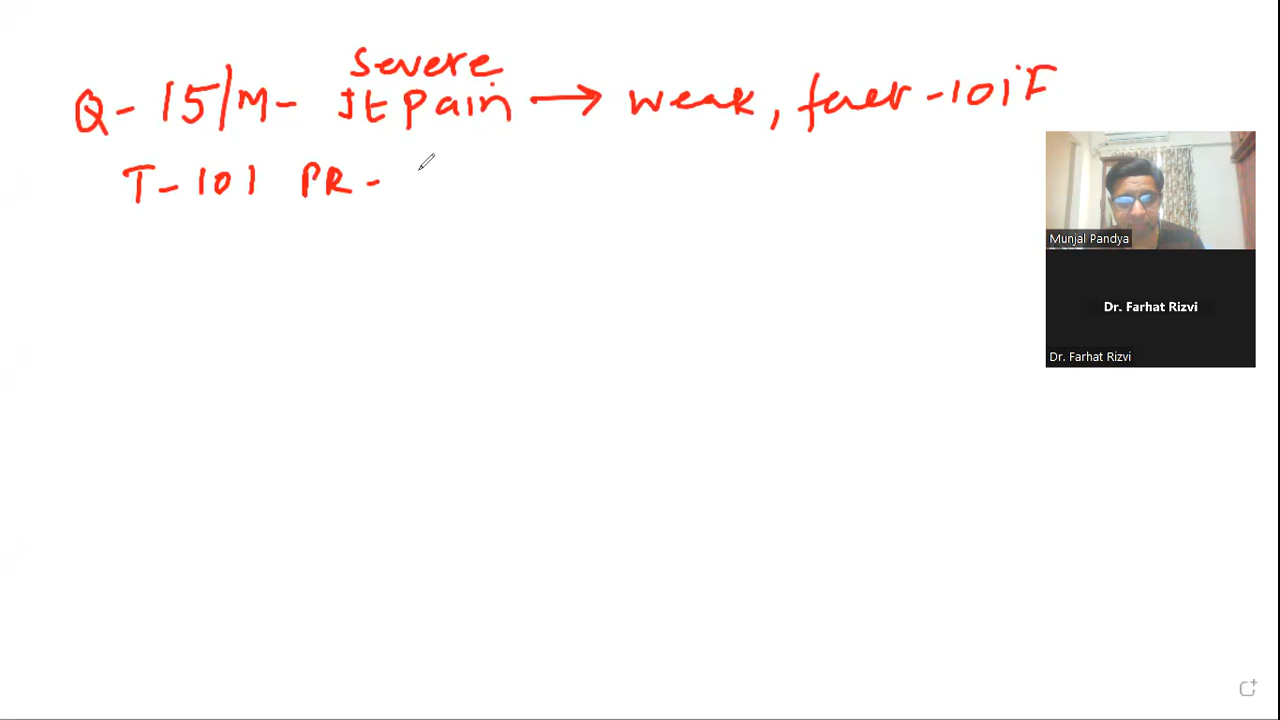 Severe
Q- 15/M- Jt Pain → weak, fever -101°F
T-101 PR-
Munjal Pandya
Dr. Farhat Rizvi
Dr. Farhat Rizvi